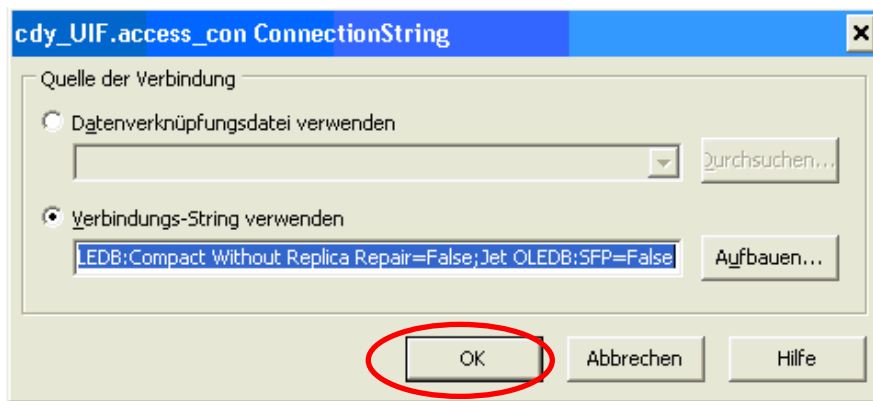 cdy_UIF.access_con ConnectionString
Quelle der Verbindung
Datenverknüpfungsdatei verwenden
Durchsuchen...
Verbindungs-String verwenden
LEDB:Compact Without Replica Repair=False;Jet OLEDB:SFP=False
Aufbauen...
OK Abbrechen Hilfe